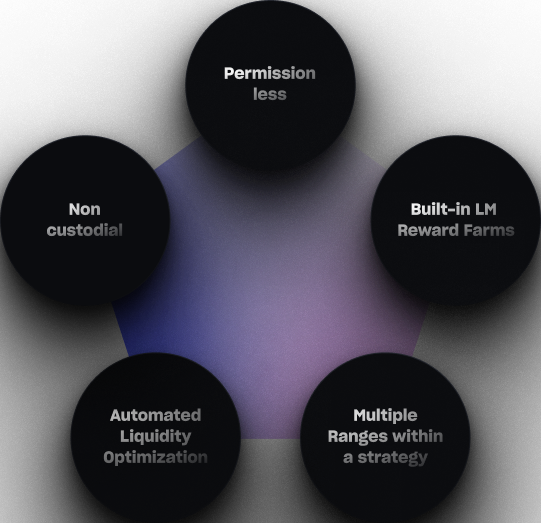 Permission
less
Non
custodial
Built-in LM
Reward Farms
Automated
Liquidity
Optimization
Multiple
Ranges within
a strategy